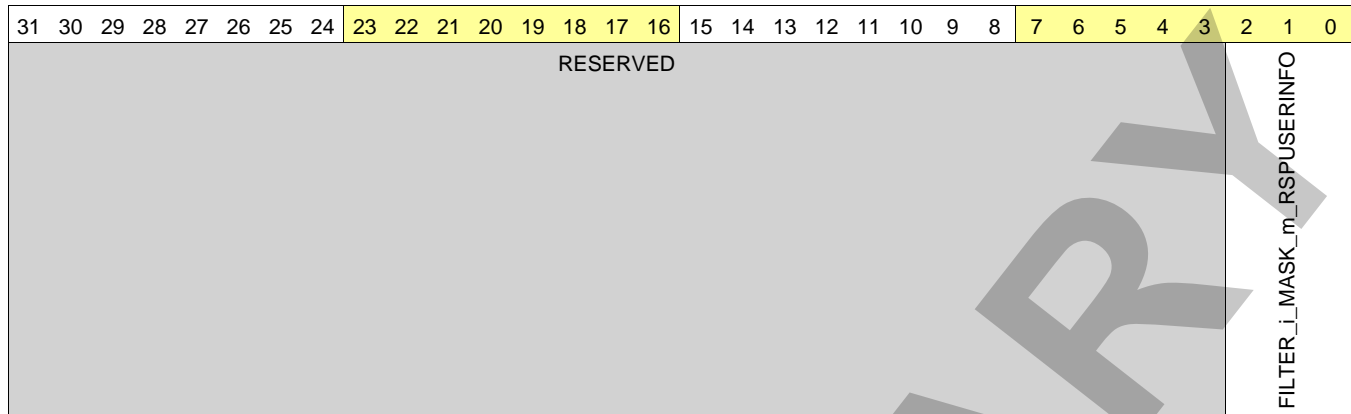 31 30 29 28 27 26 25 24 23 22 21 20 19 18 17 16 15 14 13 12 11 10 9 8 7 6 5 4 3 2 1 0
RESERVED
FILTER_i_MASK_m_RSPUSERINFO
RY